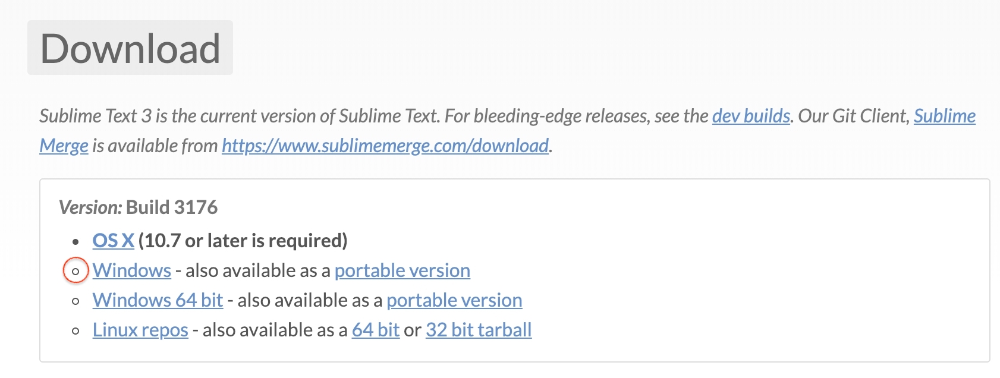 Download
Sublime Text 3 is the current version of Sublime Text. For bleeding-edge releases, see the dev builds. Our Git Client, Sublime
Merge is available from https://www.sublimemerge.com/download.
Version: Build 3176
OS X (10.7 or later is required)
Windows - also available as a portable version
Windows 64 bit - also available as a portable version
Linux repos - also available as a 64 bit or 32 bit tarball